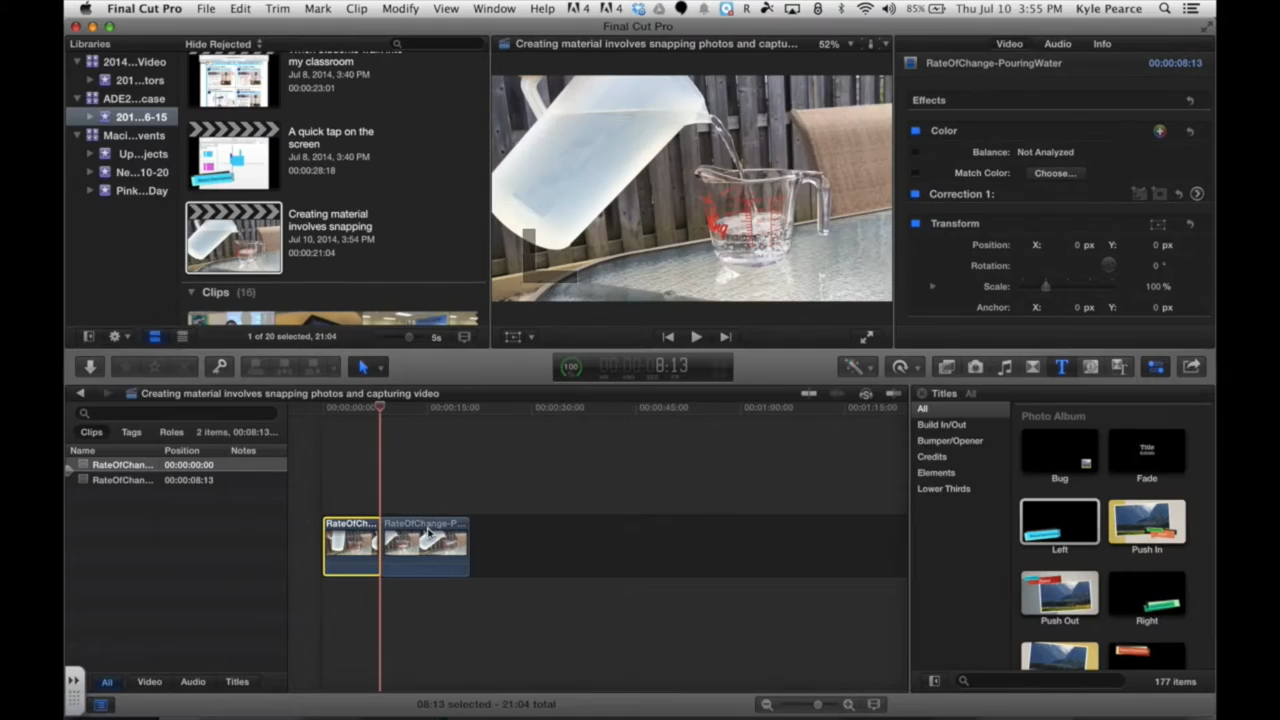 Final Cut Pro File Edit Trim Mark Clip Modify View Window Help 4 4 85% Thu Jul 10 3:55 PM Kyle Pearce
Final Cut Pro
Libraries Hide Rejected
2014...Video
201...tors
ADE2...case
201...6-15
Maci...vents
Up...jects
Ne...10-20
Pink...Day
my classroom
Jul 8, 2014, 3:40 PM
00:00:23:01
A quick tap on the
screen
Jul 8, 2014, 3:40 PM
00:00:28:18
Creating material
involves snapping
Jul 10, 2014, 3:54 PM
00:00:21:04
Clips (16)
1 of 20 selected, 21:04 5s
Creating material involves snapping photos and captu... 52%
Video Audio Info
RateOfChange-PouringWater 00:00:08:13
Effects
Color
Balance: Not Analyzed
Match Color: Choose...
Correction 1:
Transform
Position: X: 0 px Y: 0 px
Rotation: 0 °
Scale: 100 %
Anchor: X: 0 px Y: 0 px
100 8:13
Creating material involves snapping photos and capturing video
Clips Tags Roles 2 items, 00:08:13...
Name Position Notes
RateOfChan... 00:00:00:00
RateOfChan... 00:00:08:13
00:00:00:00 00:00:15:00 00:00:30:00 00:00:45:00 00:01:00:00 00:01:15:00
RateOfCh... RateOfChange-P...
All Video Audio Titles
08:13 selected - 21:04 total
Titles All
All
Build In/Out
Bumper/Opener
Credits
Elements
Lower Thirds
Photo Album
Title
Bug Fade
Left Push In
Push Out Right
177 items